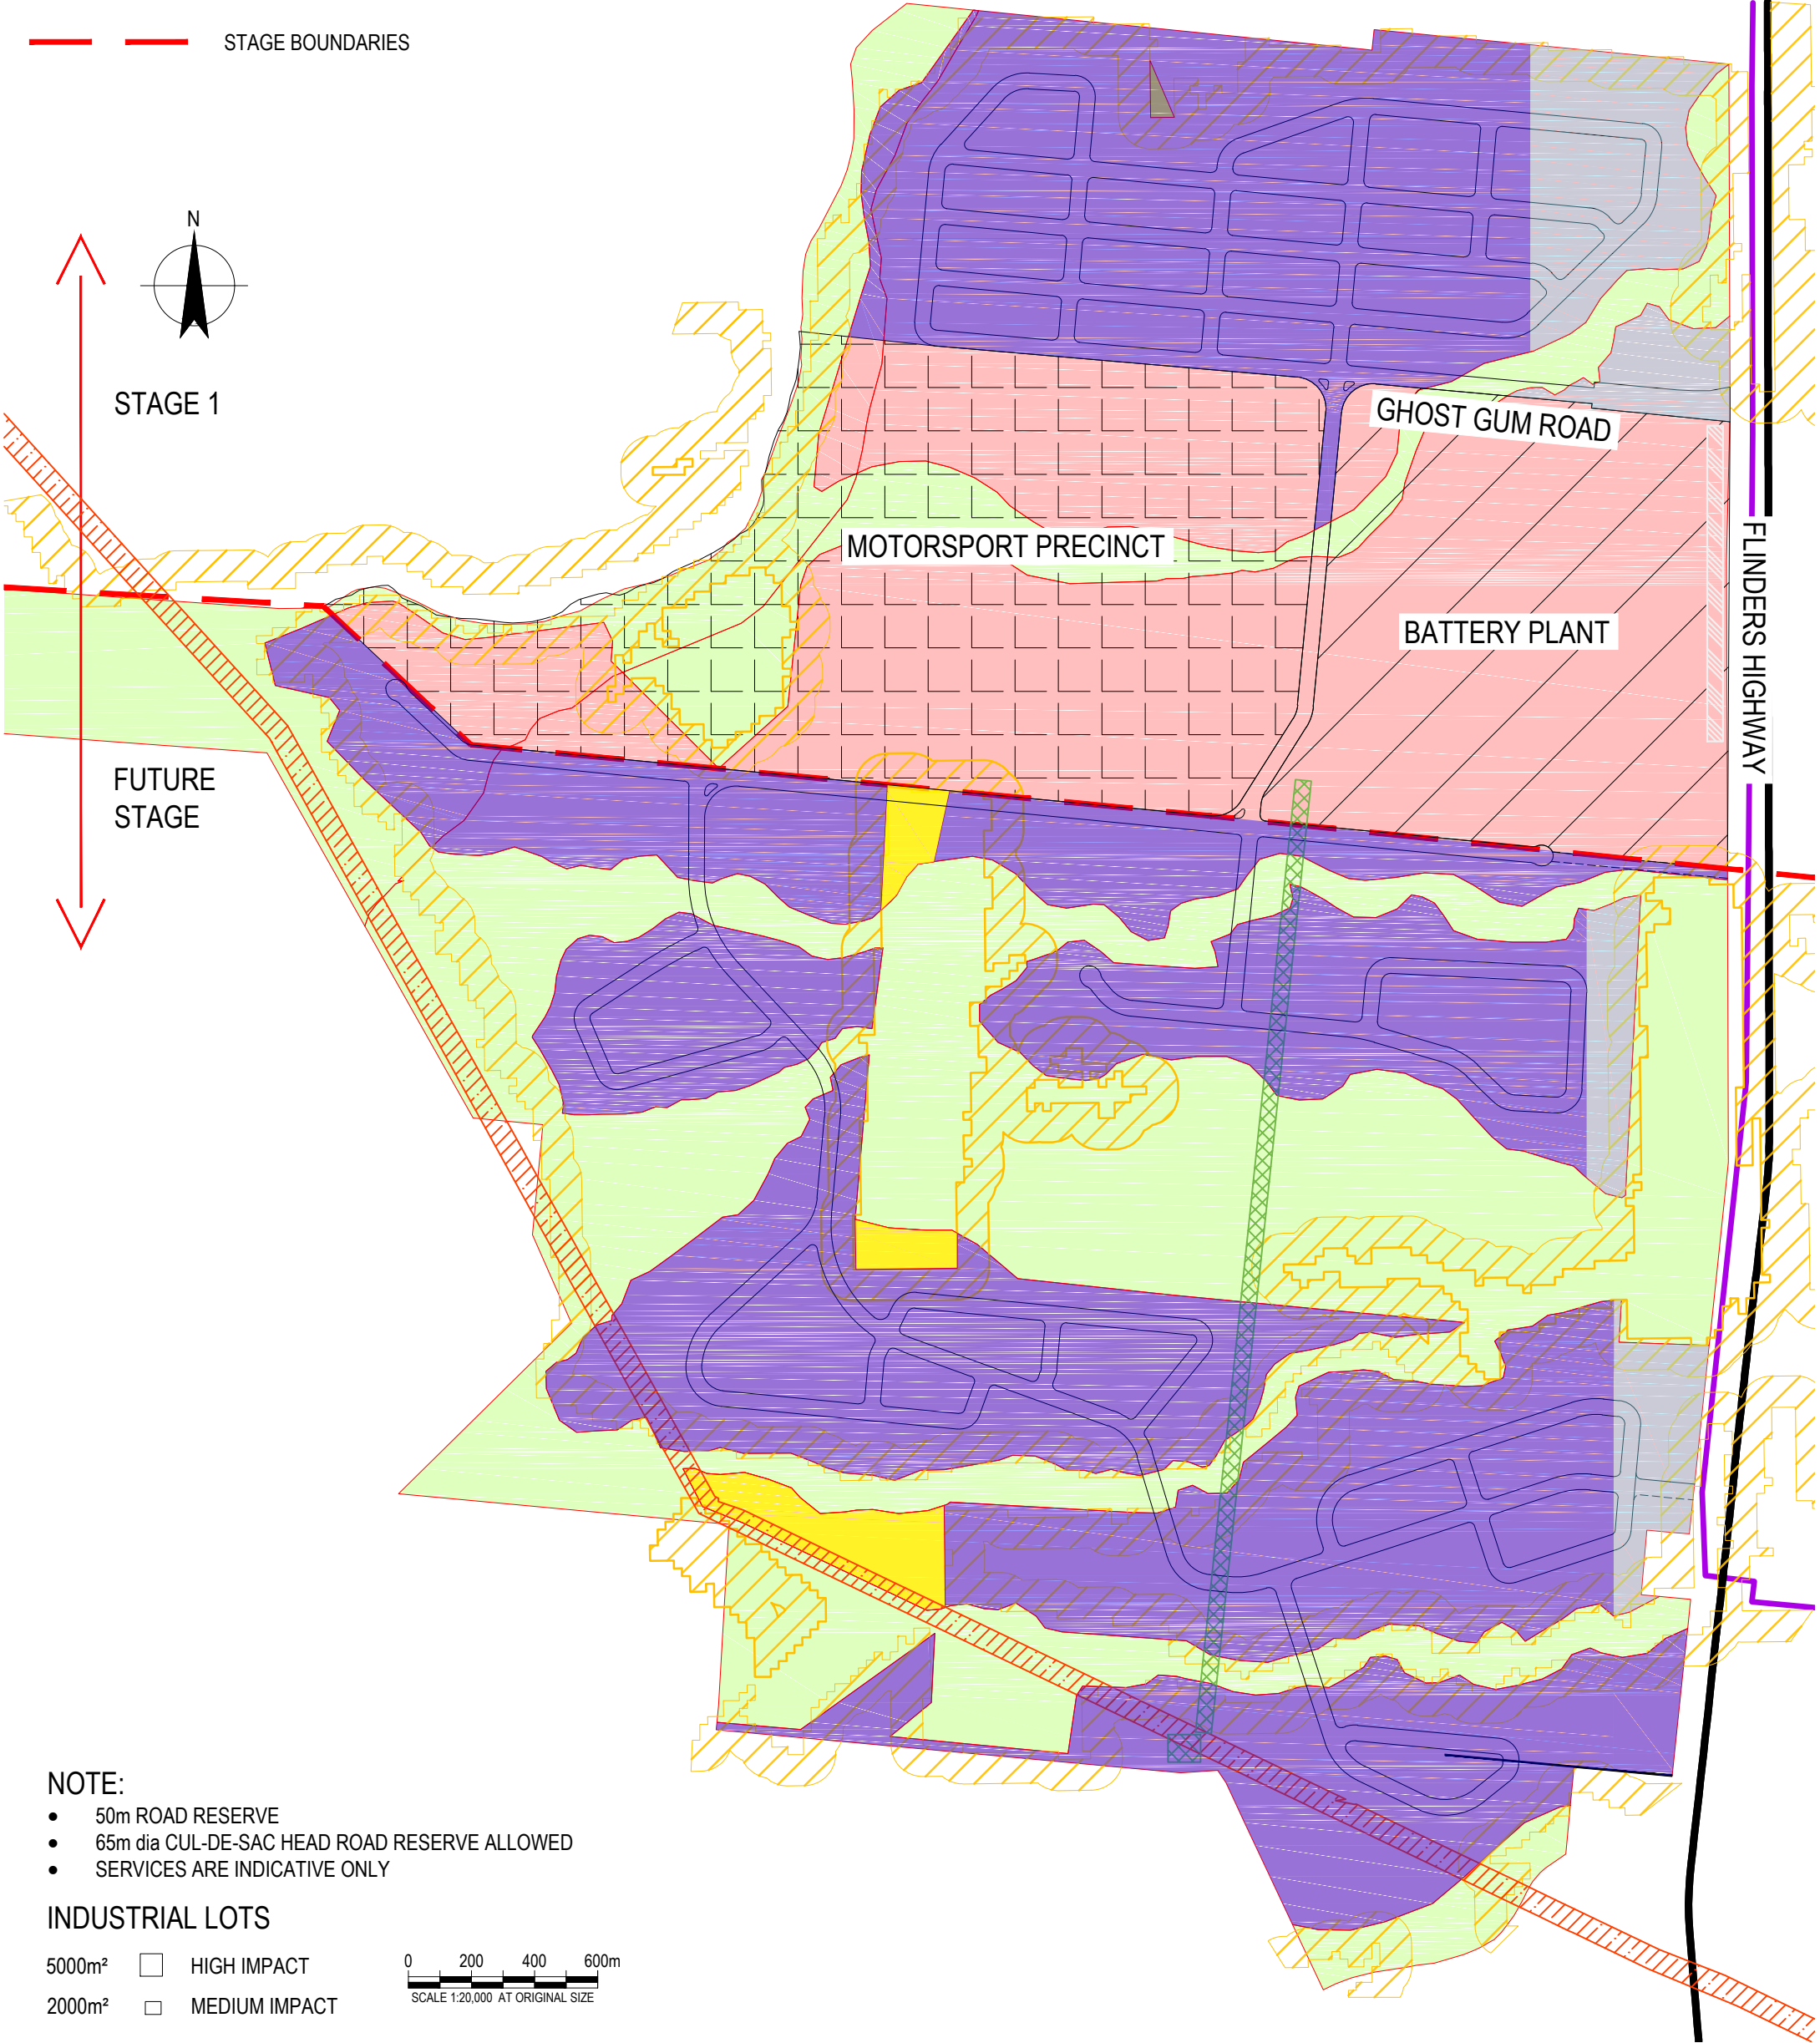 STAGE BOUNDARIES
N
STAGE 1
GHOST GUM ROAD
MOTORSPORT PRECINCT
FLINDERS HIGHWAY
BATTERY PLANT
FUTURE
STAGE
NOTE:
• 50m ROAD RESERVE
• 65m dia CUL-DE-SAC HEAD ROAD RESERVE ALLOWED
• SERVICES ARE INDICATIVE ONLY
INDUSTRIAL LOTS
5000m² HIGH IMPACT
2000m² MEDIUM IMPACT
0 200 400 600m
SCALE 1:20,000 AT ORIGINAL SIZE